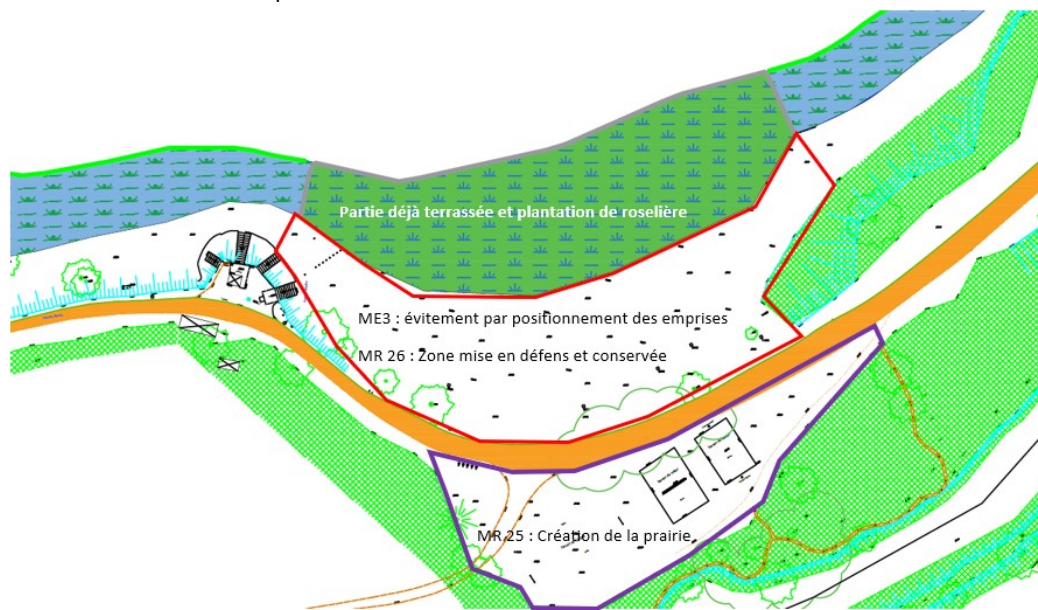 Partie déjà terrassée et plantation de roselière
ME3 : évitement par positionnement des emprises
MR 26 : Zone mise en défens et conservée
MR 25 : Création de la prairie